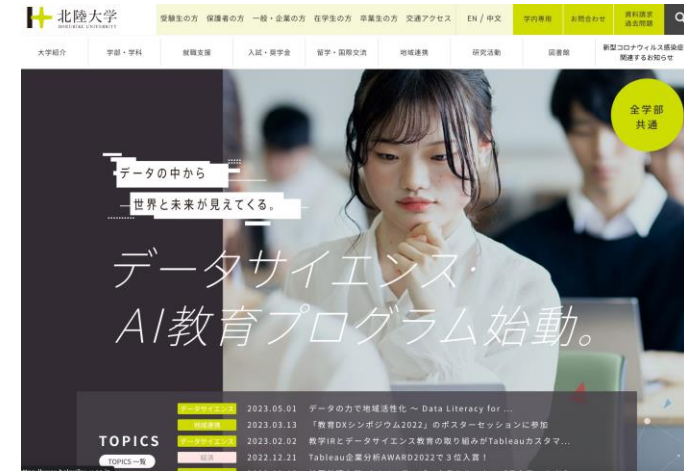 北陸大学
HOKURIKU UNIVERSITY
受験生の方 保護者の方 一般・企業の方 在学生の方 卒業生の方 交通アクセス EN / 中文 学内専用 お問合わせ 資料請求
過去問題
大学紹介 学部・学科 就職支援 入試・奨学金 留学・国際交流 地域連携 研究活動 図書館 新型コロナウィルス感染症
関連するお知らせ
全学部
共通
データの中から
世界と未来が見えてくる。
データサイエンス・
AI教育プログラム始動。
TOPICS
TOPICS 一覧
データサイエンス 2023.05.01 データの力で地域活性化 ～ Data Literacy for ...
地域連携 2023.03.13 「教育DXシンポジウム2022」のポスターセッションに参加
データサイエンス 2023.02.02 教学IRとデータサイエンス教育の取り組みがTableauカスタマ...
経済 2022.12.21 Tableau企業分析AWARD2022で3位入賞！